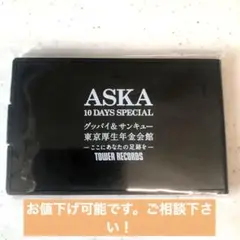 ASKA
10 DAYS SPECIAL
グッバイ&サンキュー
東京厚生年金会館
―ここにあなたの足跡を―
TOWER RECORDS
お値下げ可能です。ご相談下さ
い！